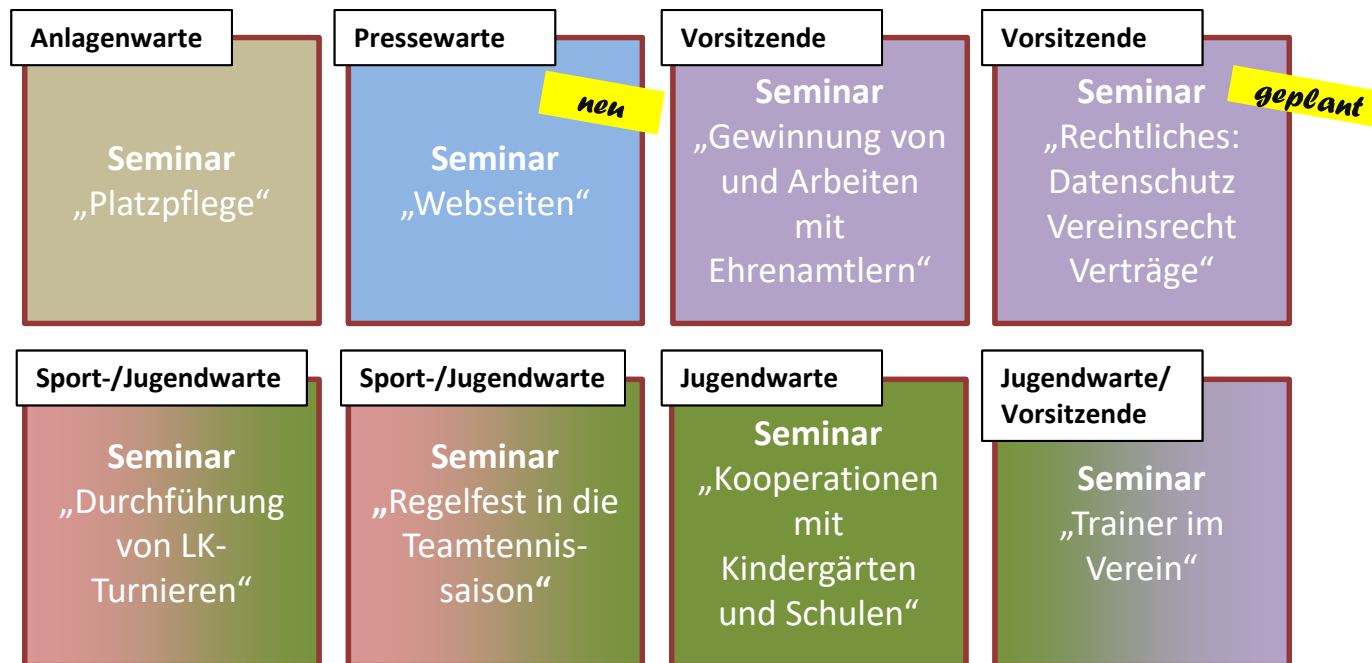 Anlagenwarte
Seminar
„Platzpflege“
Pressewarte
neu
Seminar
„Webseiten“
Vorsitzende
Seminar
„Gewinnung von
und Arbeiten
mit
Ehrenamtlern“
Vorsitzende
geplant
Seminar
„Rechtliches:
Datenschutz
Vereinsrecht
Verträge“
Sport-/Jugendwarte
Seminar
„Durchführung
von LK-
Turnieren“
Sport-/Jugendwarte
Seminar
„Regelfest in die
Teamtennis-
saison“
Jugendwarte
Seminar
„Kooperationen
mit
Kindergärten
und Schulen“
Jugendwarte/
Vorsitzende
Seminar
„Trainer im
Verein“